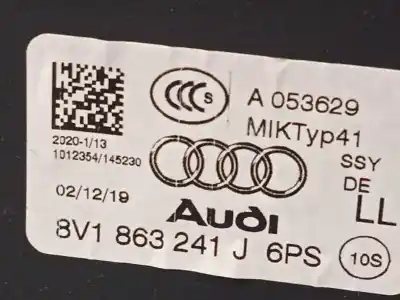 CCC S
A 053629
MIKTyp41
2020-1/13
1012354/145230
SSY
DE
02/12/19
LL
Audi
8V1 863 241 J 6PS
10S